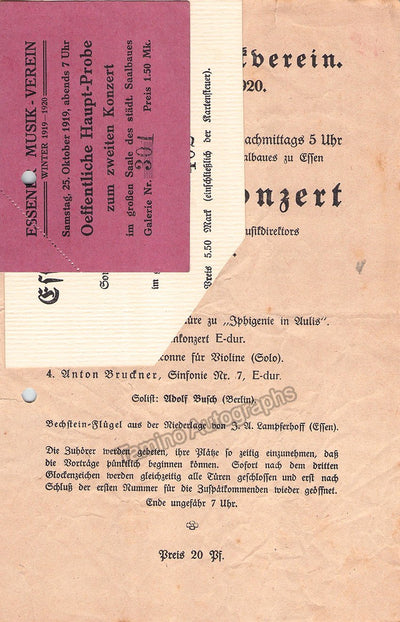 ESSENER MUSIK-VEREIN
WINTER 1919—1920
Samstag, 25. Oktober 1919, abends 7 Uhr
Oeffentliche Haupt-Probe
zum zweiten Konzert
im großen Saale des städt. Saalbaues
Galerie Nr. 301 Preis 1.50 Mk.
Preis 5.50 Mark (einschließlich der Kartensteuer).
verein.
1920.
nachmittags 5 Uhr
Saalbaues zu Essen
onzert
usikdirektors
türe zu „Iphigenie in Aulis".
nkonzert E-dur.
onne für Violine (Solo).
4. Anton Bruckner, Sinfonie Nr. 7, E-dur.
Solist: Adolf Busch (Berlin).
Bechstein-Flügel aus der Niederlage von J. A. Lampferhoff (Essen).
Die Zuhörer werden gebeten, ihre Plätze so zeitig einzunehmen, daß
die Vorträge pünktlich beginnen können. Sofort nach dem dritten
Glockenzeichen werden gleichzeitig alle Türen geschlossen und erst nach
Schluß der ersten Nummer für die Zuspätkommenden wieder geöffnet.
Ende ungefähr 7 Uhr.
Preis 20 Pf.
Tamino Autographs